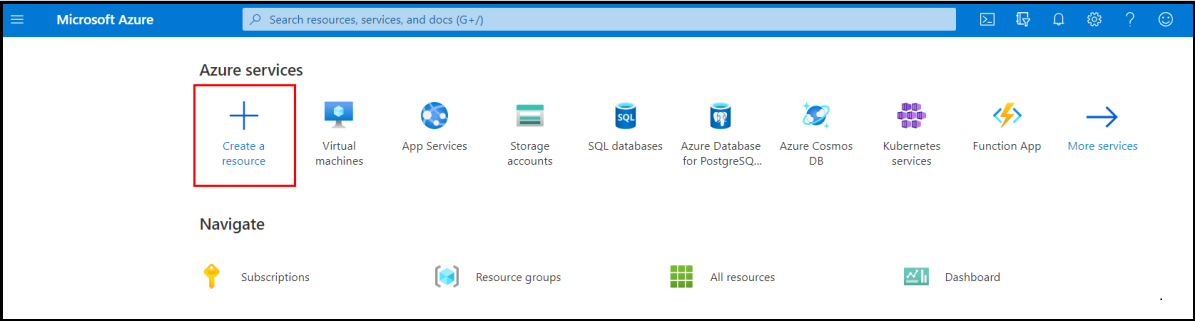 Microsoft Azure
Search resources, services, and docs (G+/)
Azure services
Create a
resource
Virtual
machines
App Services
Storage
accounts
SQL
SQL databases
Azure Database
for PostgreSQ...
Azure Cosmos
DB
Kubernetes
services
Function App
More services
Navigate
Subscriptions
Resource groups
All resources
Dashboard